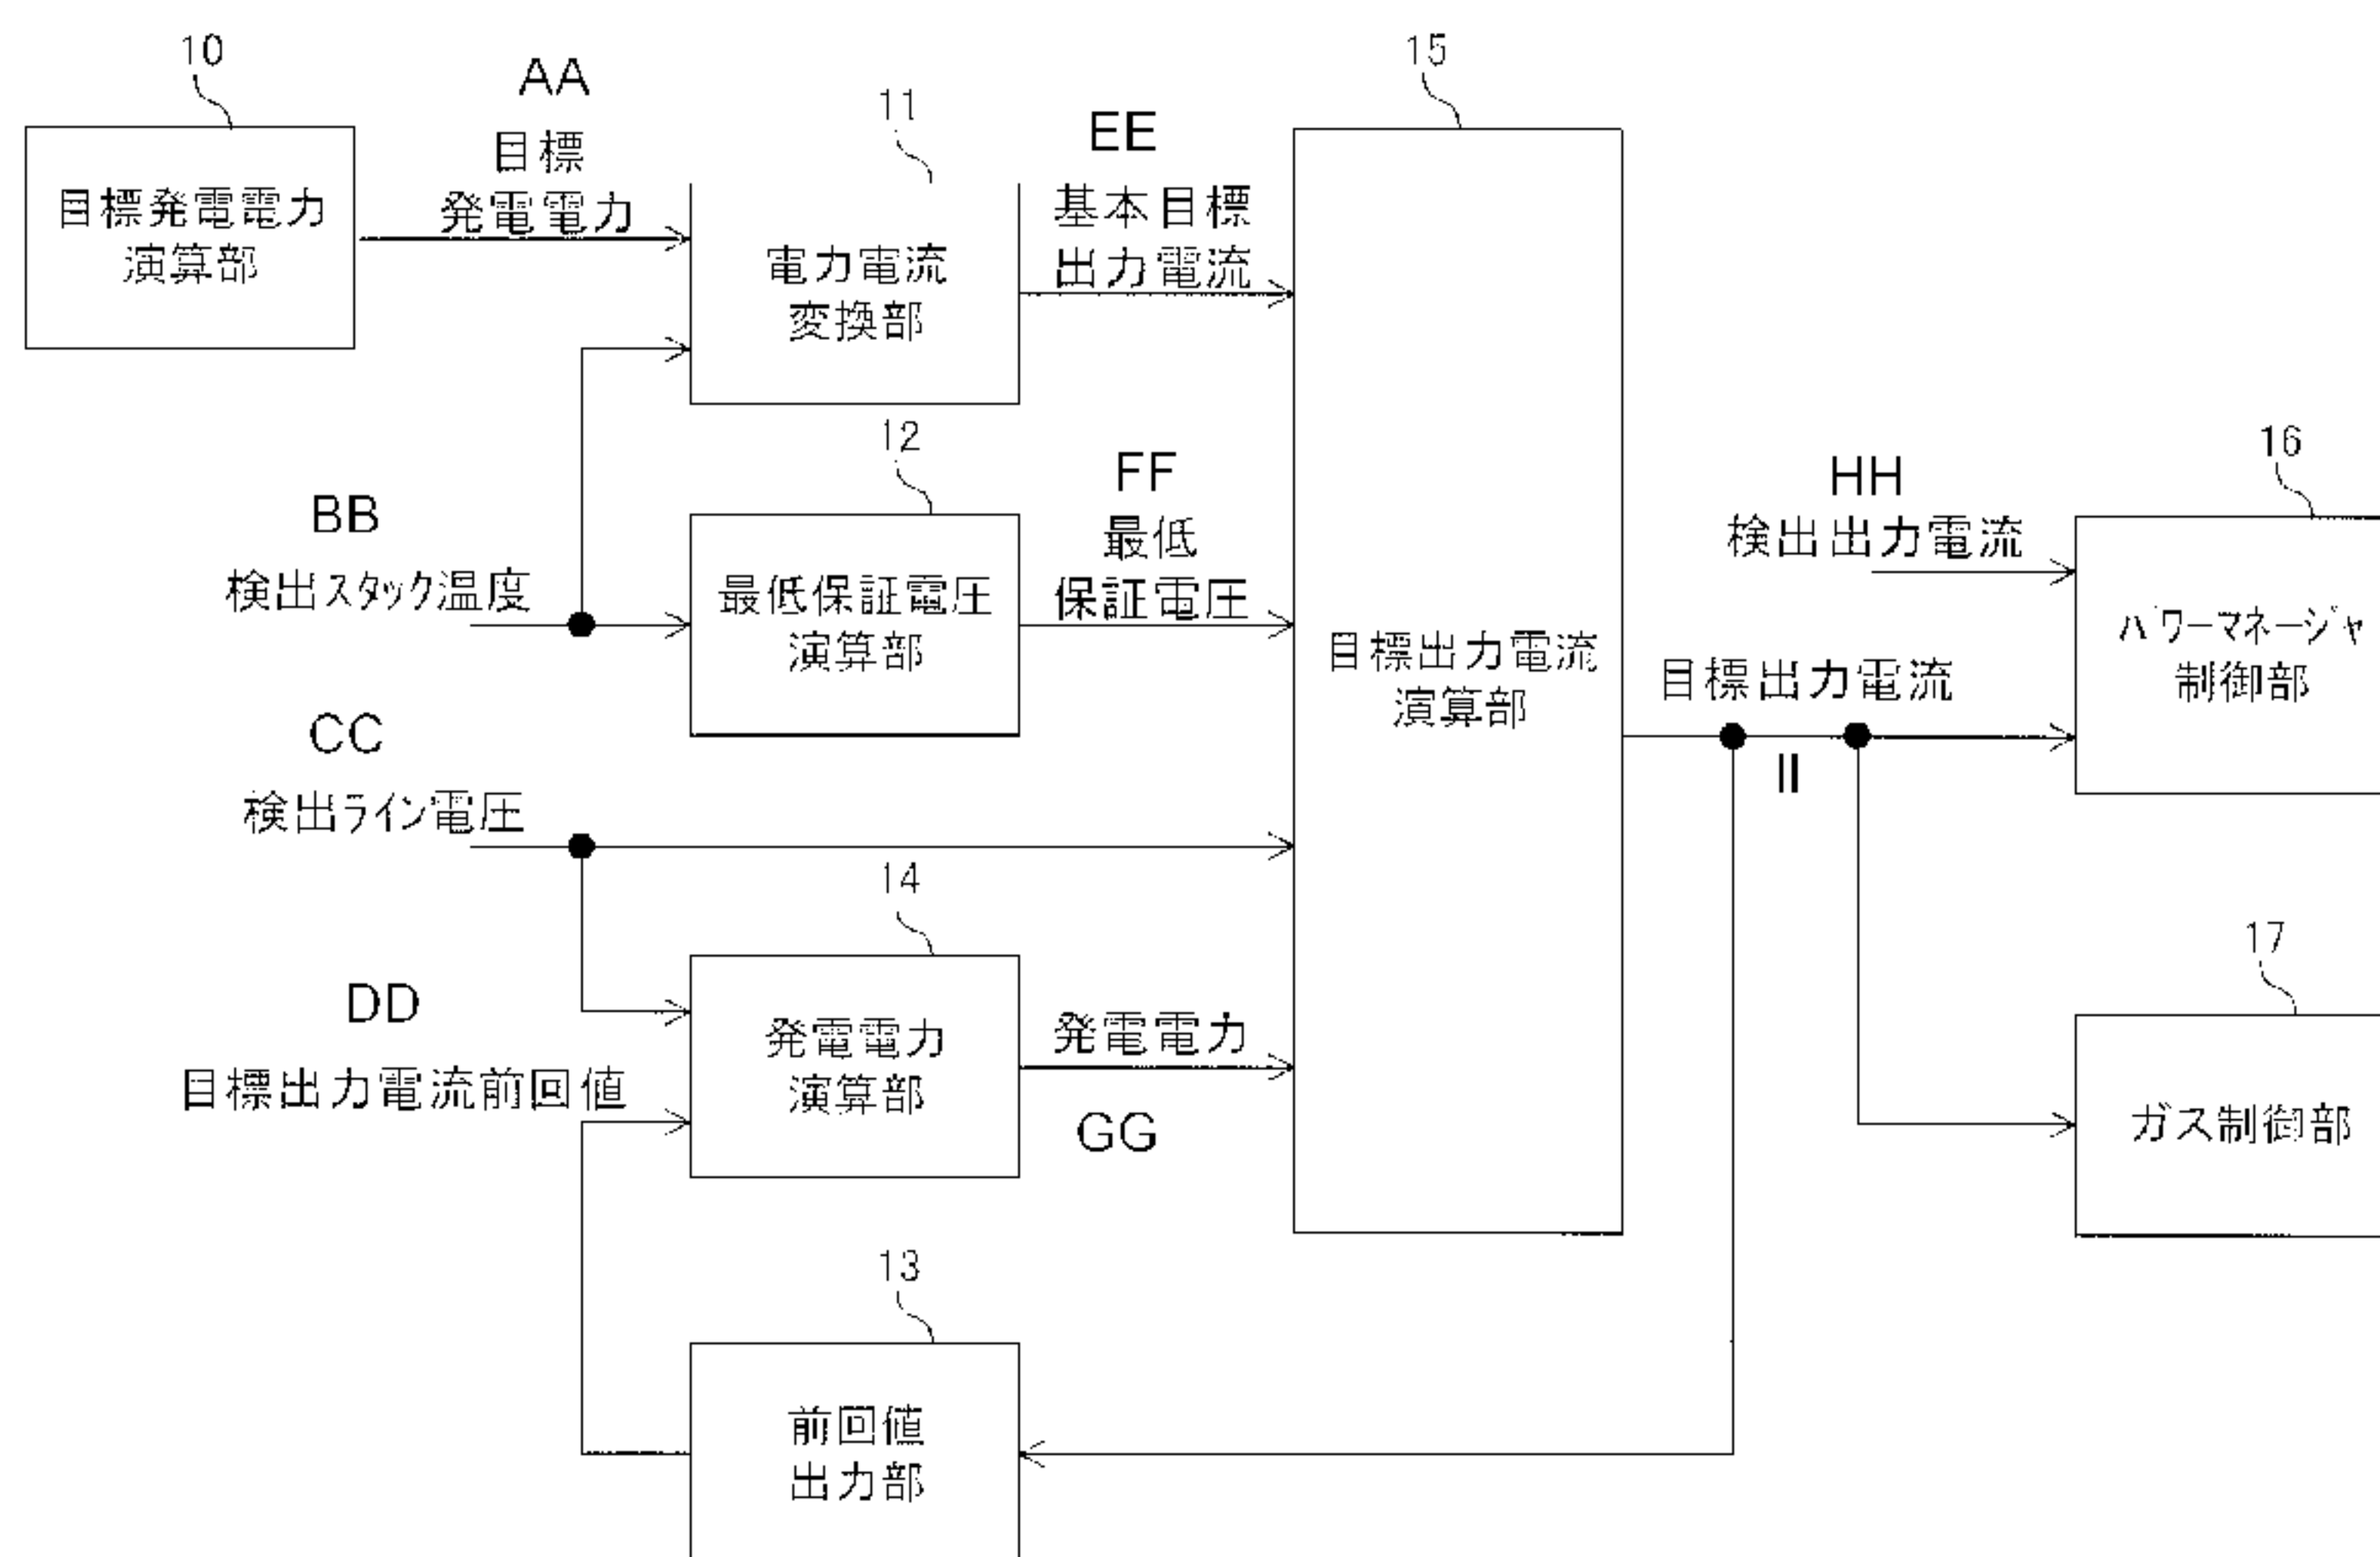 10
AA
目標
発電電力
目標発電電力
演算部
11
電力電流
変換部
EE
基本目標
出力電流
15
目標出力電流
演算部
BB
検出スタック温度
12
最低保証電圧
演算部
FF
最低
保証電圧
HH
検出出力電流
16
パワーマネージャ
制御部
目標出力電流
II
CC
検出ライン電圧
14
発電電力
演算部
発電電力
GG
DD
目標出力電流前回値
17
ガス制御部
13
前回値
出力部